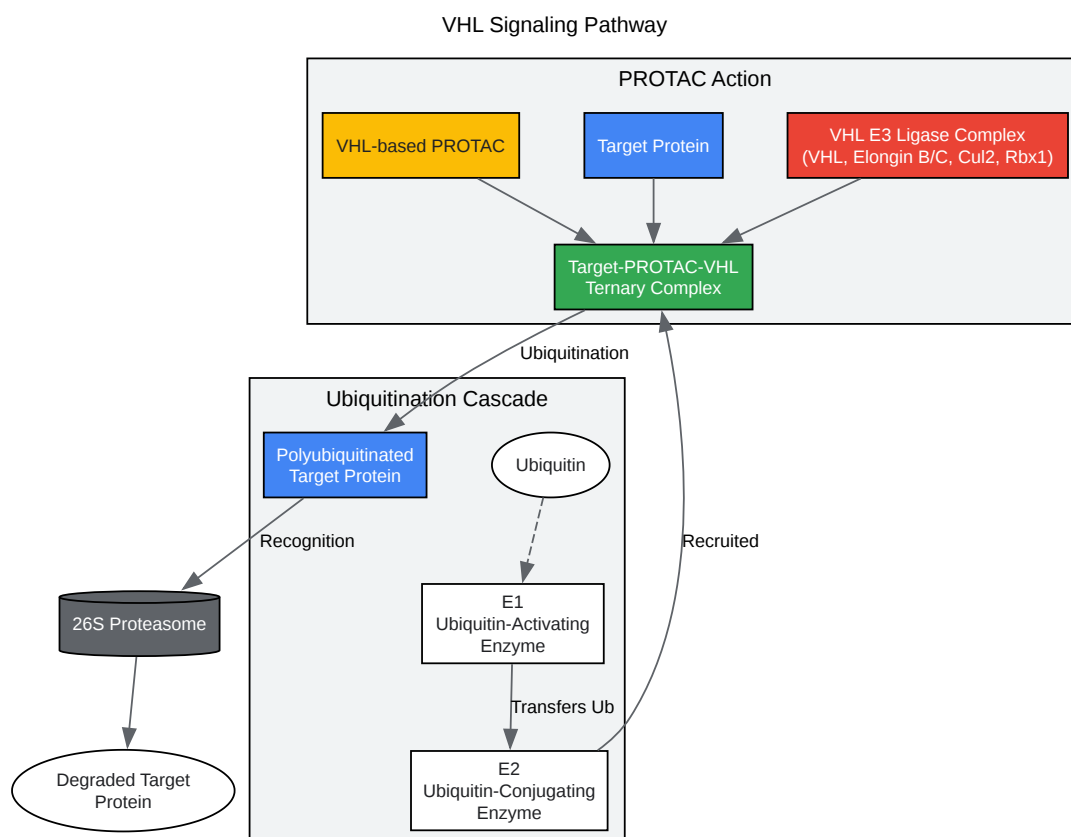 VHL Signaling Pathway
PROTAC Action
VHL-based PROTAC
Target Protein
VHL E3 Ligase Complex
(VHL, Elongin B/C, Cul2, Rbx1)
Target-PROTAC-VHL
Ternary Complex
Ubiquitination
Ubiquitination Cascade
Polyubiquitinated
Target Protein
Ubiquitin
Recognition
Recruited
26S Proteasome
E1
Ubiquitin-Activating
Enzyme
Transfers Ub
Degraded Target
Protein
E2
Ubiquitin-Conjugating
Enzyme